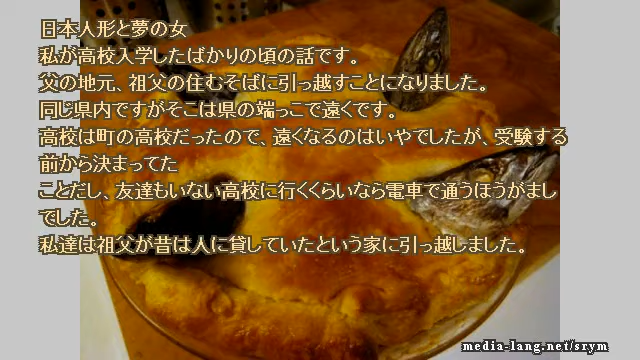 日本人形と夢の女
私が高校入学したばかりの頃の話です。
父の地元、祖父の住むそばに引っ越すことになりました。
同じ県内ですがそこは県の端っこで遠くです。
高校は町の高校だったので、遠くなるのはいやでしたが、受験する
前から決まってた
ことだし、友達もいない高校に行くくらいなら電車で通うほうがまし
でした。
私達は祖父が昔は人に貸していたという家に引っ越しました。
media-lang.net/srym